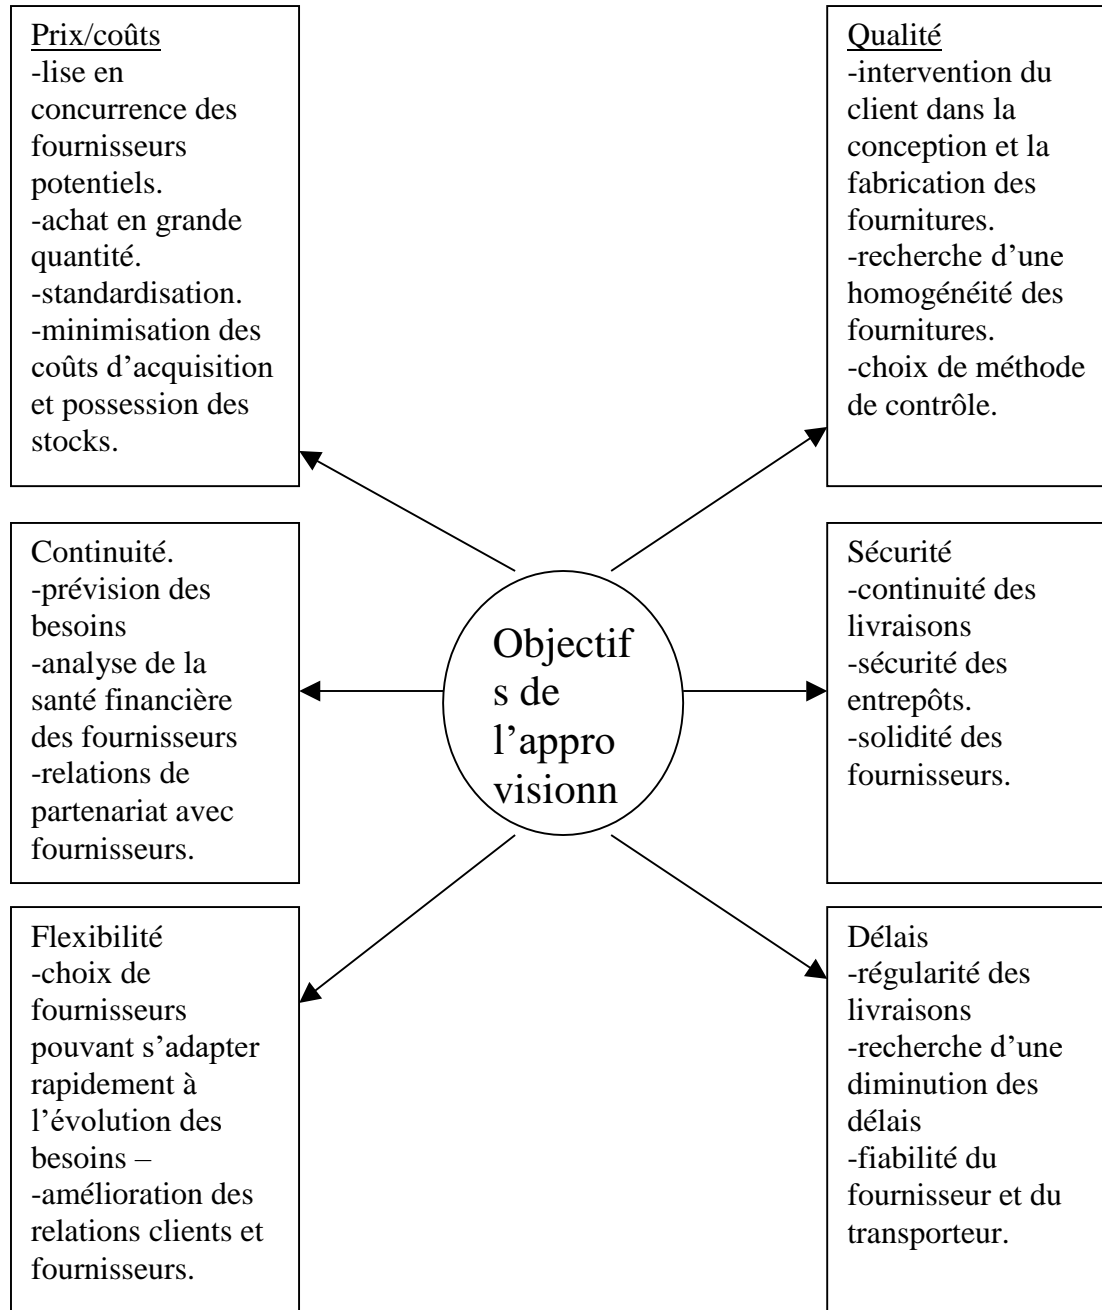 Prix/coûts
-lise en
concurrence des
fournisseurs
potentiels.
-achat en grande
quantité.
-standardisation.
-minimisation des
coûts d’acquisition
et possession des
stocks.
Qualité
-intervention du
client dans la
conception et la
fabrication des
fournitures.
-recherche d’une
homogénéité des
fournitures.
-choix de méthode
de contrôle.
Continuité.
-prévision des
besoins
-analyse de la
santé financière
des fournisseurs
-relations de
partenariat avec
fournisseurs.
Objectif
s de
l’appro
visionn
Sécurité
-continuité des
livraisons
-sécurité des
entrepôts.
-solidité des
fournisseurs.
Flexibilité
-choix de
fournisseurs
pouvant s’adapter
rapidement à
l’évolution des
besoins –
-amélioration des
relations clients et
fournisseurs.
Délais
-régularité des
livraisons
-recherche d’une
diminution des
délais
-fiabilité du
fournisseur et du
transporteur.